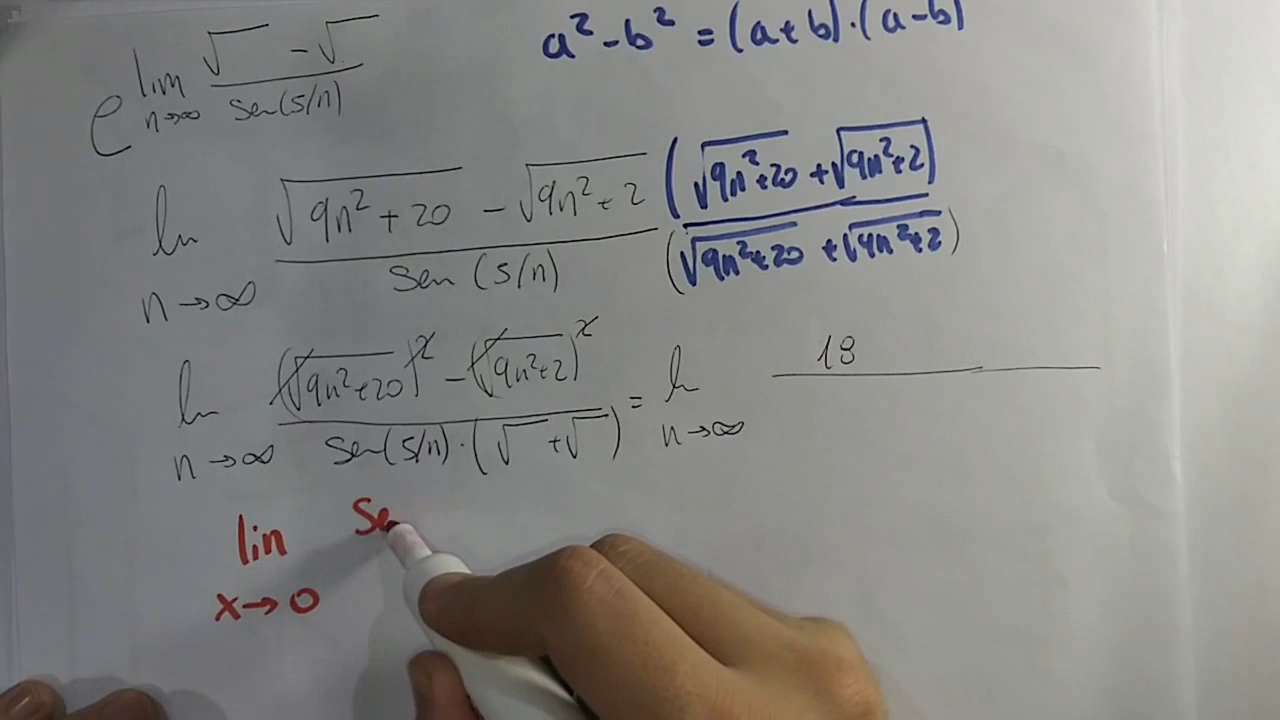 a² - b² = (a+b)·(a-b)
e^{lim n→∞ (√ - √)/sen(5/n)}
lim n→∞ (√(9n²+20) - √(9n²+2))/(sen(5/n)) (√(9n²+20) + √(9n²+2))/(√(9n²+20) + √(9n²+2))
lim n→∞ ((√(9n²+20))² - (√(9n²+2))²)/(sen(5/n)·(√ + √)) = lim n→∞ 18
lim x→0 Se